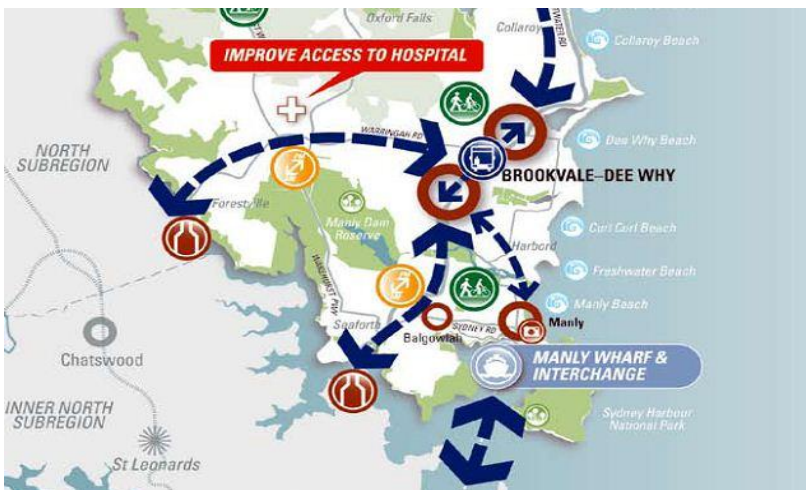 Oxford Falls
Collaroy
Collaroy Beach
IMPROVE ACCESS TO HOSPITAL
NORTH
SUBREGION
WARRINGAH RD
Dee Why Beach
BROOKVALE–DEE WHY
Forestville
Manly Dam
Reserve
Curl Curl Beach
Harbord
Freshwater Beach
WAKEHURST PWY
Manly Beach
Seaforth
SYDNEY RD
Manly
Balgowlah
Chatswood
MANLY WHARF &
INTERCHANGE
INNER NORTH
SUBREGION
Sydney Harbour
National Park
St Leonards